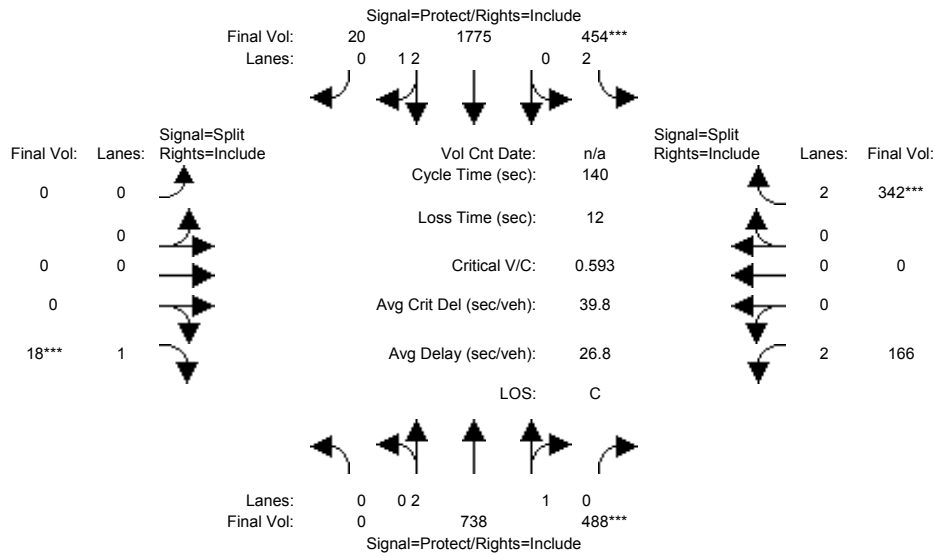 Signal=Protect/Rights=Include
Final Vol: 20 1775 454***
Lanes: 0 1 2 0 2
Signal=Split
Final Vol: Lanes: Rights=Include
Vol Cnt Date: n/a
Signal=Split
Rights=Include Lanes: Final Vol:
Cycle Time (sec): 140
0 0
2 342***
Loss Time (sec): 12
0
0
0 0
Critical V/C: 0.593
0 0
0
Avg Crit Del (sec/veh): 39.8
0
18*** 1
Avg Delay (sec/veh): 26.8
2 166
LOS: C
Lanes: 0 0 2 1 0
Final Vol: 0 738 488***
Signal=Protect/Rights=Include